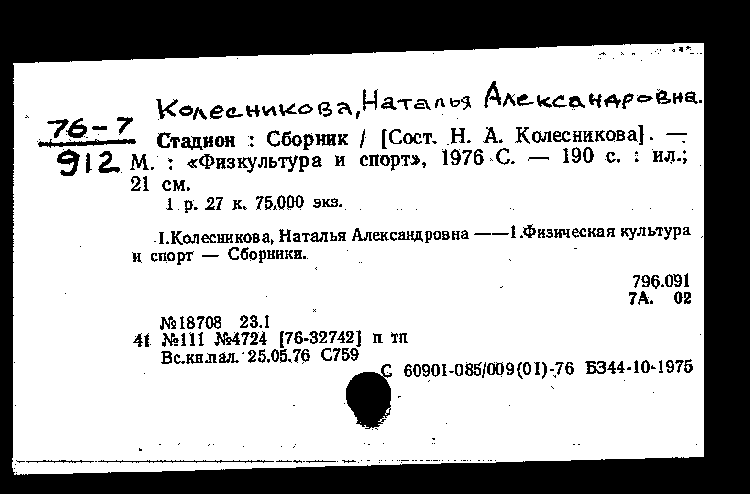 Колесникова, Наталья Александровна.
76-7
912
Стадион : Сборник / [Сост. Н. А. Колесникова]. —
М. : «Физкультура и спорт», 1976 С. — 190 с. : ил.;
21 см.
1 р. 27 к. 75.000 экз.
I.Колесникова, Наталья Александровна ——1.Физическая культура
и спорт — Сборники.
796.091
7А. 02
№18708 23.1
41 №111 №4724 [76-32742] п тп
Вс.кн.пал. 25.05.76 С759
С 60901-085/009(01)-76 БЗ44-10-1975